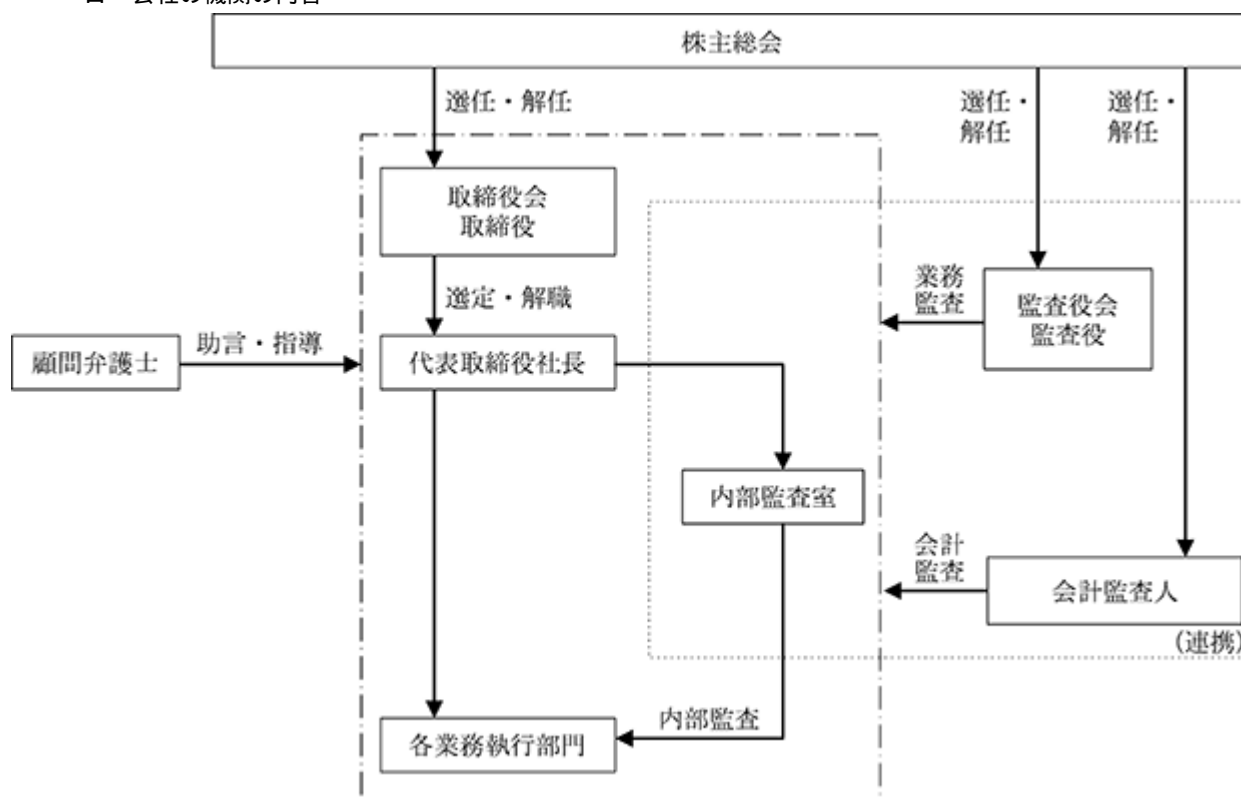 株主総会
選任・解任
選任・
解任
選任・
解任
取締役会
取締役
選定・解職
業務
監査
監査役会
監査役
顧問弁護士
助言・指導
代表取締役社長
内部監査室
会計
監査
会計監査人
(連携)
内部監査
各業務執行部門